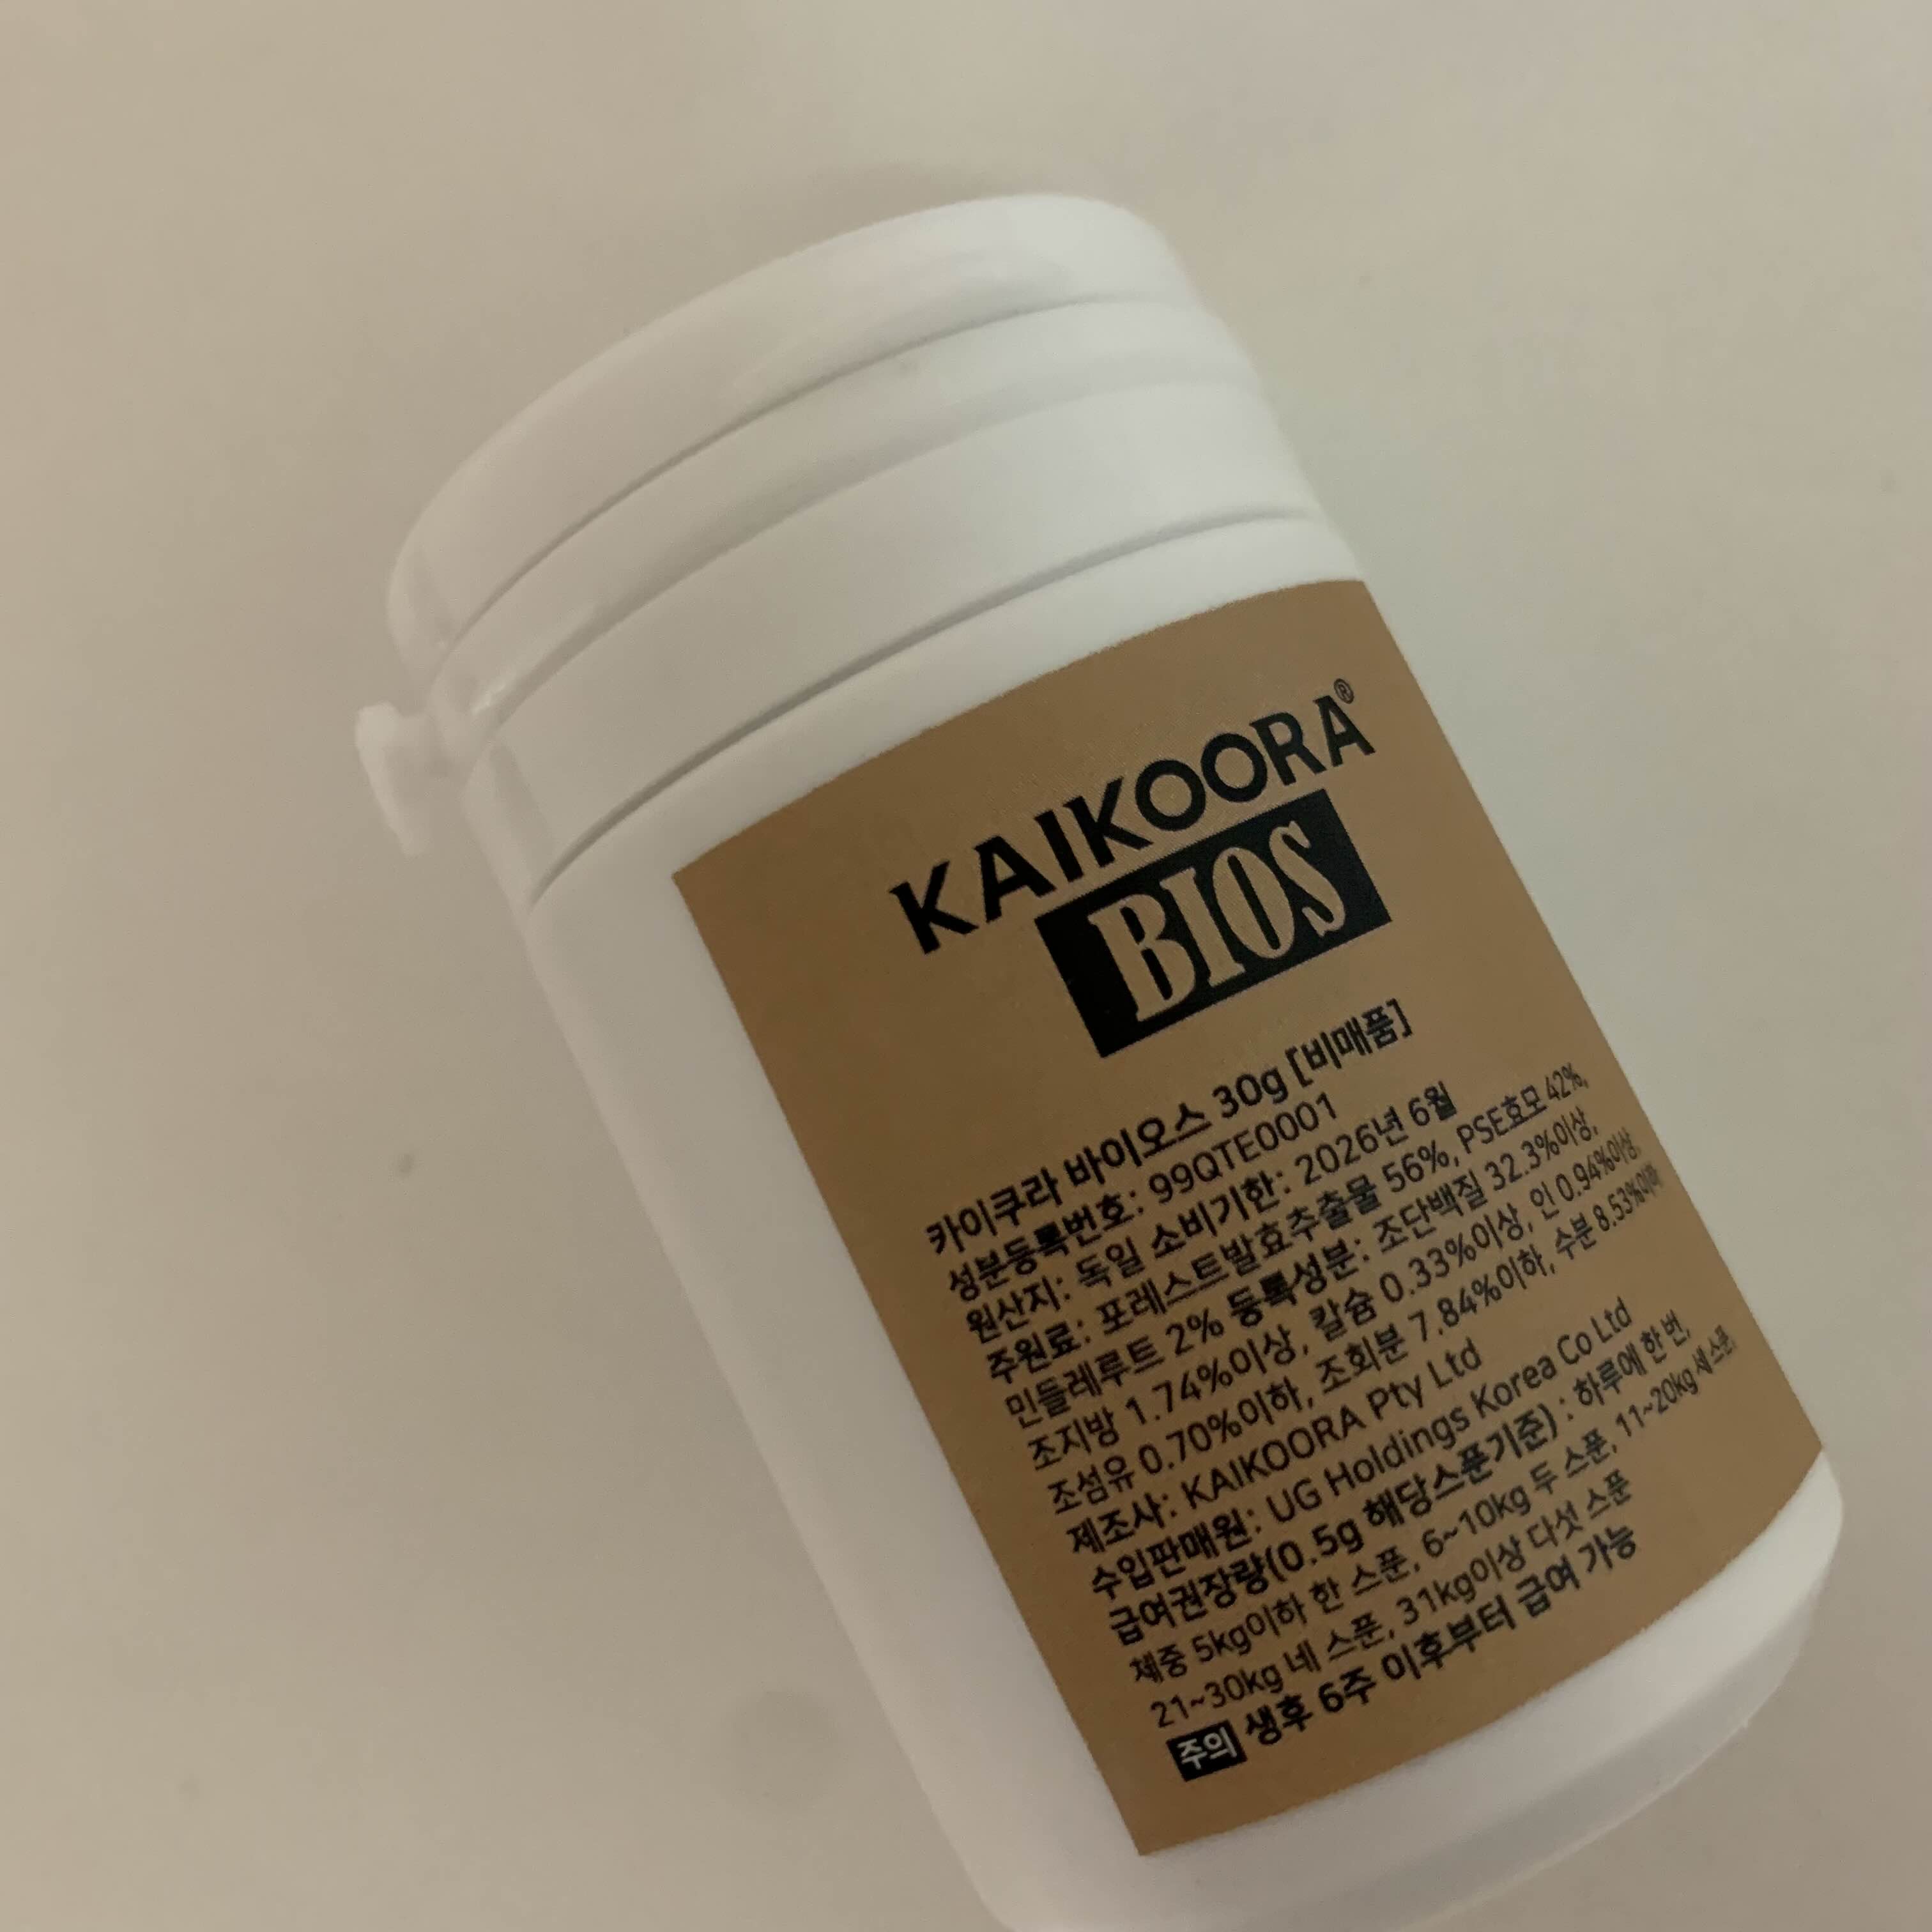 KAIKOORA®
BIOS
카이쿠라 바이오스 30g [비매품]
성분등록번호: 99QTE0001
원산지: 독일 소비기한: 2026년 6월
주원료: 포레스트발효추출물 56%, PSE효모 42%,
민들레루트 2% 등록성분: 조단백질 32.3%이상,
조지방 1.74%이상, 칼슘 0.33%이상, 인 0.94%이상,
조섬유 0.70%이하, 조회분 7.84%이하, 수분 8.53%이하
제조사: KAIKOORA Pty Ltd
수입판매원: UG Holdings Korea Co Ltd
급여권장량(0.5g 해당스푼기준) : 하루에 한 번,
체중 5kg이하 한 스푼, 6~10kg 두 스푼, 11~20kg 세 스푼,
21~30kg 네 스푼, 31kg이상 다섯 스푼
주의 생후 6주 이후부터 급여 가능